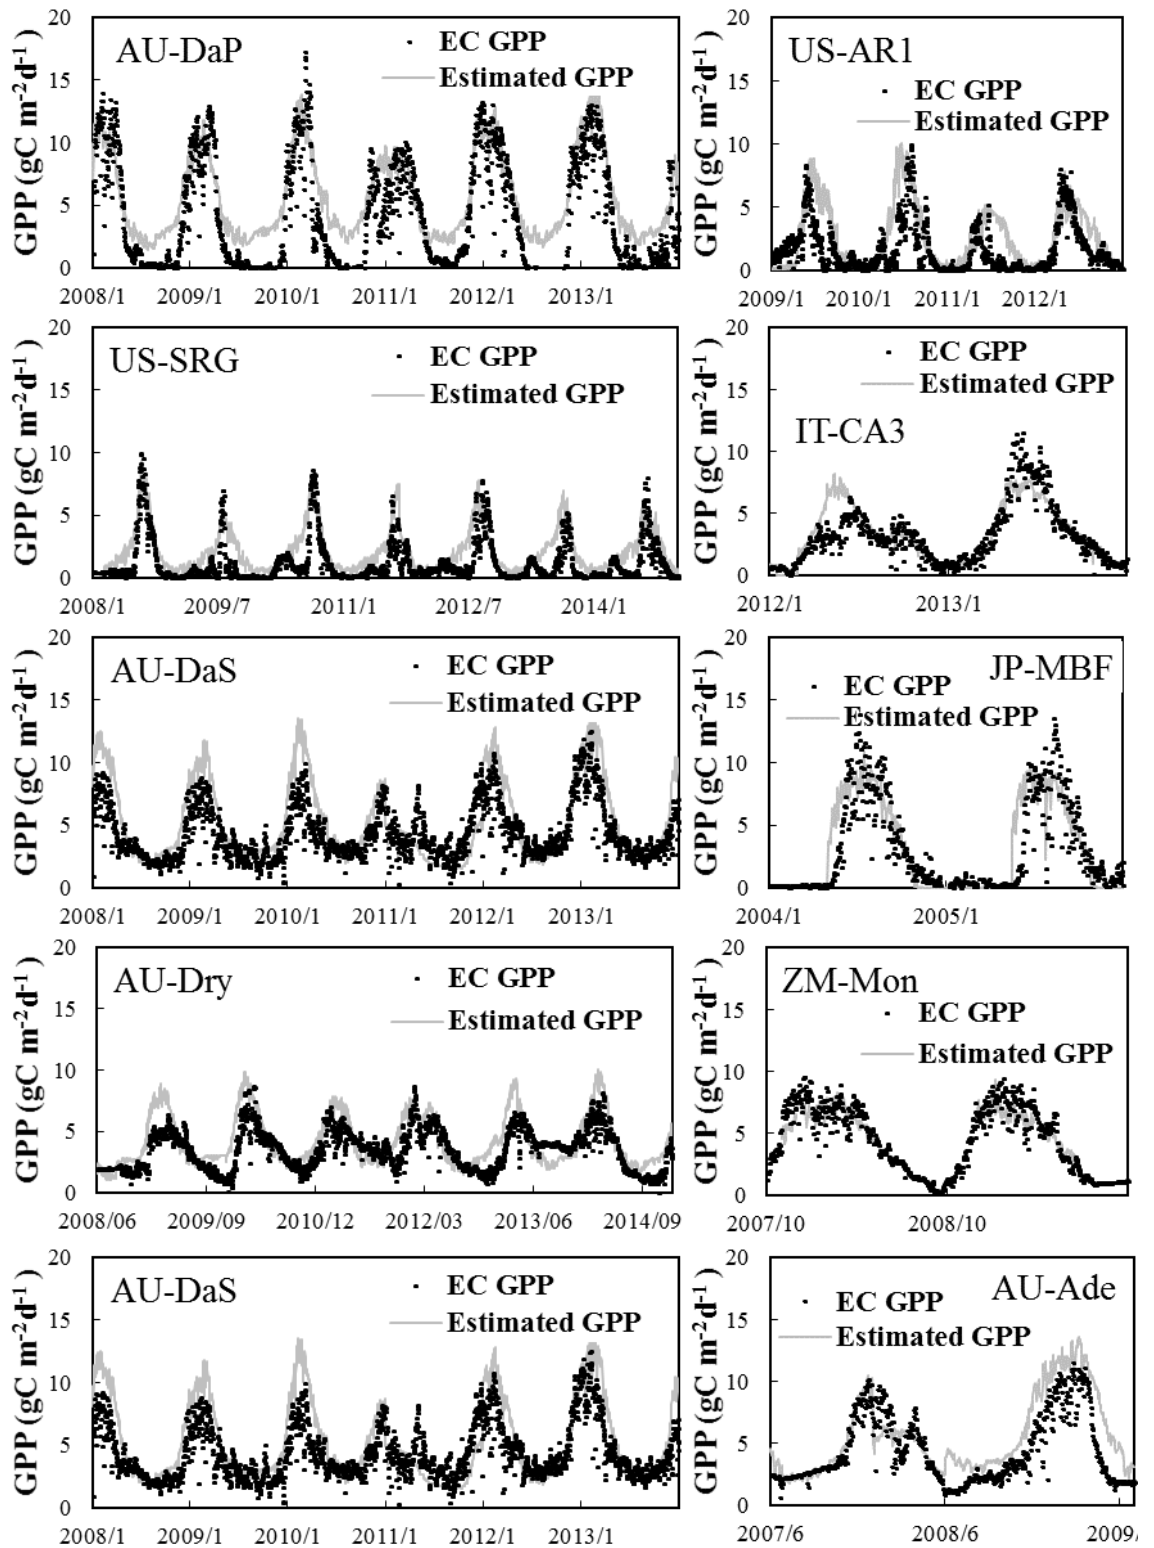 20
15
10
5
0
GPP (gC m-2d-1)
AU-DaP
EC GPP
Estimated GPP
2008/1 2009/1 2010/1 2011/1 2012/1 2013/1
20
15
10
5
0
GPP (gC m-2d-1)
US-AR1
EC GPP
Estimated GPP
2009/1 2010/1 2011/1 2012/1
20
15
10
5
0
GPP (gC m-2d-1)
US-SRG
EC GPP
Estimated GPP
2008/1 2009/7 2011/1 2012/7 2014/1
20
15
10
5
0
GPP (gC m-2d-1)
IT-CA3
EC GPP
Estimated GPP
2012/1 2013/1
20
15
10
5
0
GPP (gC m-2d-1)
AU-DaS
EC GPP
Estimated GPP
2008/1 2009/1 2010/1 2011/1 2012/1 2013/1
20
15
10
5
0
GPP (gC m-2d-1)
JP-MBF
EC GPP
Estimated GPP
2004/1 2005/1
20
15
10
5
0
GPP (gC m-2d-1)
AU-Dry
EC GPP
Estimated GPP
2008/06 2009/09 2010/12 2012/03 2013/06 2014/09
20
15
10
5
0
GPP (gC m-2d-1)
ZM-Mon
EC GPP
Estimated GPP
2007/10 2008/10
20
15
10
5
0
GPP (gC m-2d-1)
AU-DaS
EC GPP
Estimated GPP
2008/1 2009/1 2010/1 2011/1 2012/1 2013/1
20
15
10
5
0
GPP (gC m-2d-1)
AU-Ade
EC GPP
Estimated GPP
2007/6 2008/6 2009/